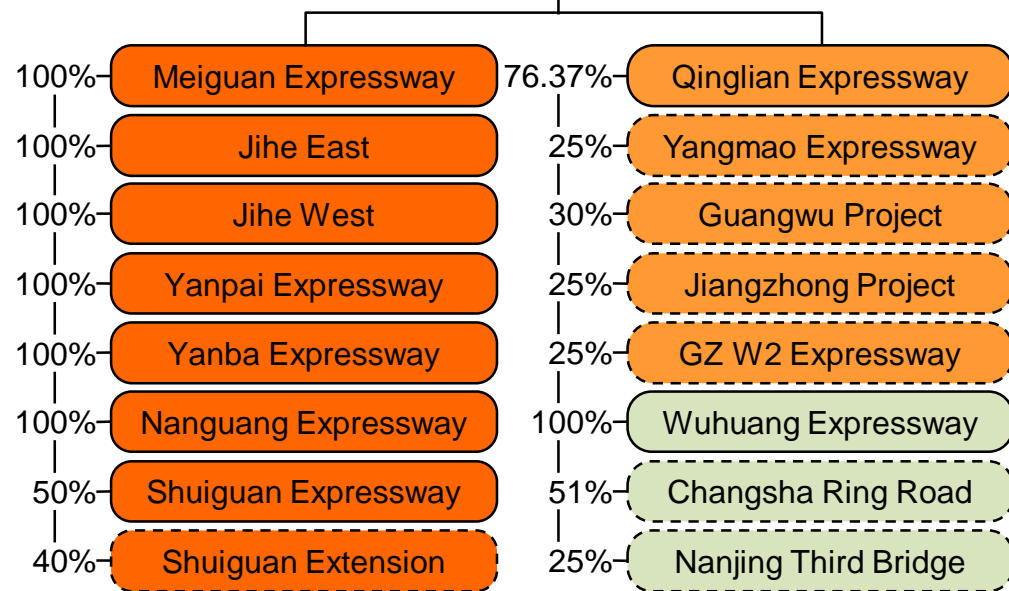 100% Meiguan Expressway
100% Jihe East
100% Jihe West
100% Yanpai Expressway
100% Yanba Expressway
100% Nanguang Expressway
50% Shuiguan Expressway
40% Shuiguan Extension
76.37% Qinglian Expressway
25% Yangmao Expressway
30% Guangwu Project
25% Jiangzhong Project
25% GZ W2 Expressway
100% Wuhuang Expressway
51% Changsha Ring Road
25% Nanjing Third Bridge